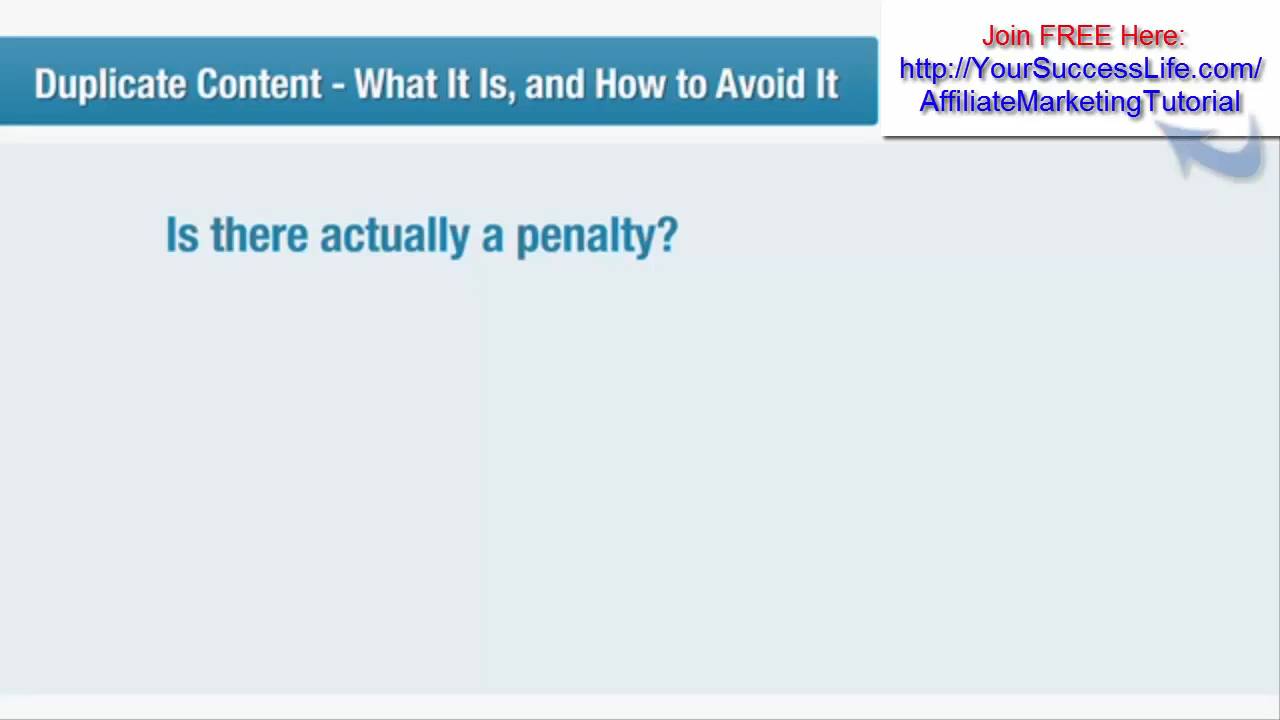 Duplicate Content - What It Is, and How to Avoid It
Join FREE Here:
http://YourSuccessLife.com/
AffiliateMarketingTutorial
Is there actually a penalty?